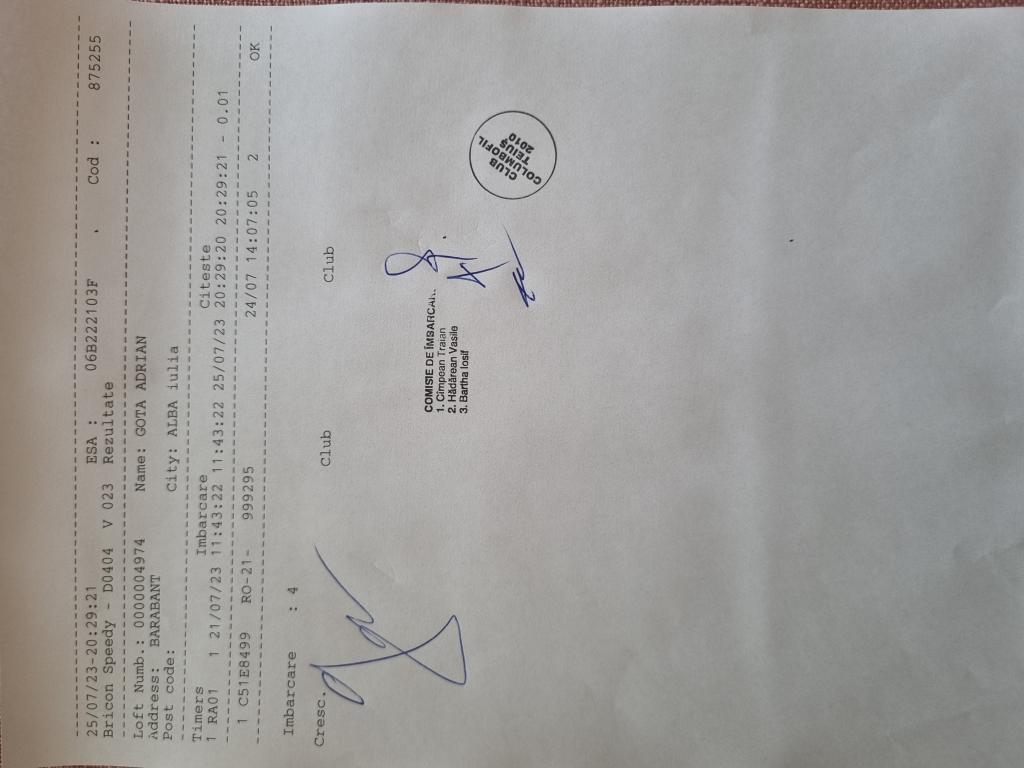 25/07/23-20:29:21 ESA : 06B222103F , Cod : 875255
Bricon Speedy - D0404 V 023 Rezultate
Loft Numb.: 0000004974 Name: GOTA ADRIAN
Address: BARABANT
Post code: City: ALBA iulia
Timers Imbarcare Citeste
1 RA01 1 21/07/23 11:43:22 11:43:22 25/07/23 20:29:20 20:29:21 - 0.01
1 C51E8499 RO-21- 999295 24/07 14:07:05 2 OK
Imbarcare : 4
Cresc. Club Club
COMISIE DE ÎMBARCAR
1. Cîmpean Traian
2. Hădărean Vasile
3. Bartha Iosif
CLUB
COLUMBOFIL
TEIUȘ
2010